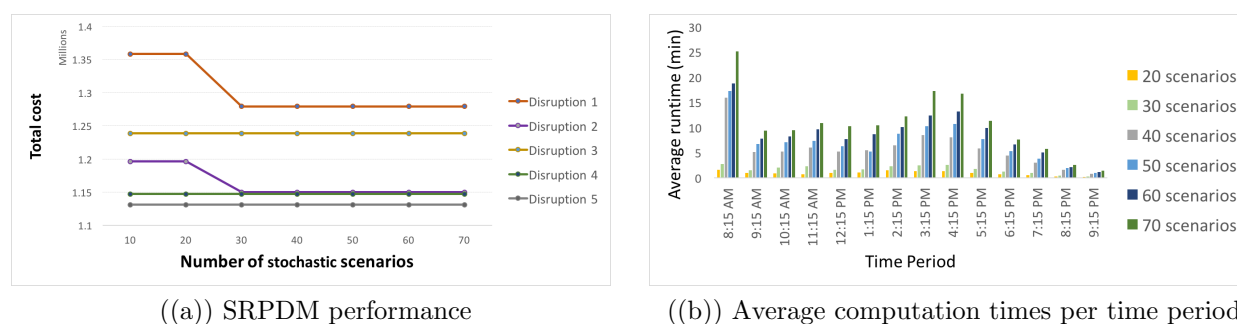 1.4
1.35
1.3
1.25
1.2
1.15
1.1
Millions
Total cost
10 20 30 40 50 60 70
Number of stochastic scenarios
Disruption 1
Disruption 2
Disruption 3
Disruption 4
Disruption 5
((a)) SRPDM performance
30
25
20
15
10
5
0
Average runtime (min)
8:15 AM
9:15 AM
10:15 AM
11:15 AM
12:15 PM
1:15 PM
2:15 PM
3:15 PM
4:15 PM
5:15 PM
6:15 PM
7:15 PM
8:15 PM
9:15 PM
Time Period
20 scenarios
30 scenarios
40 scenarios
50 scenarios
60 scenarios
70 scenarios
((b)) Average computation times per time period